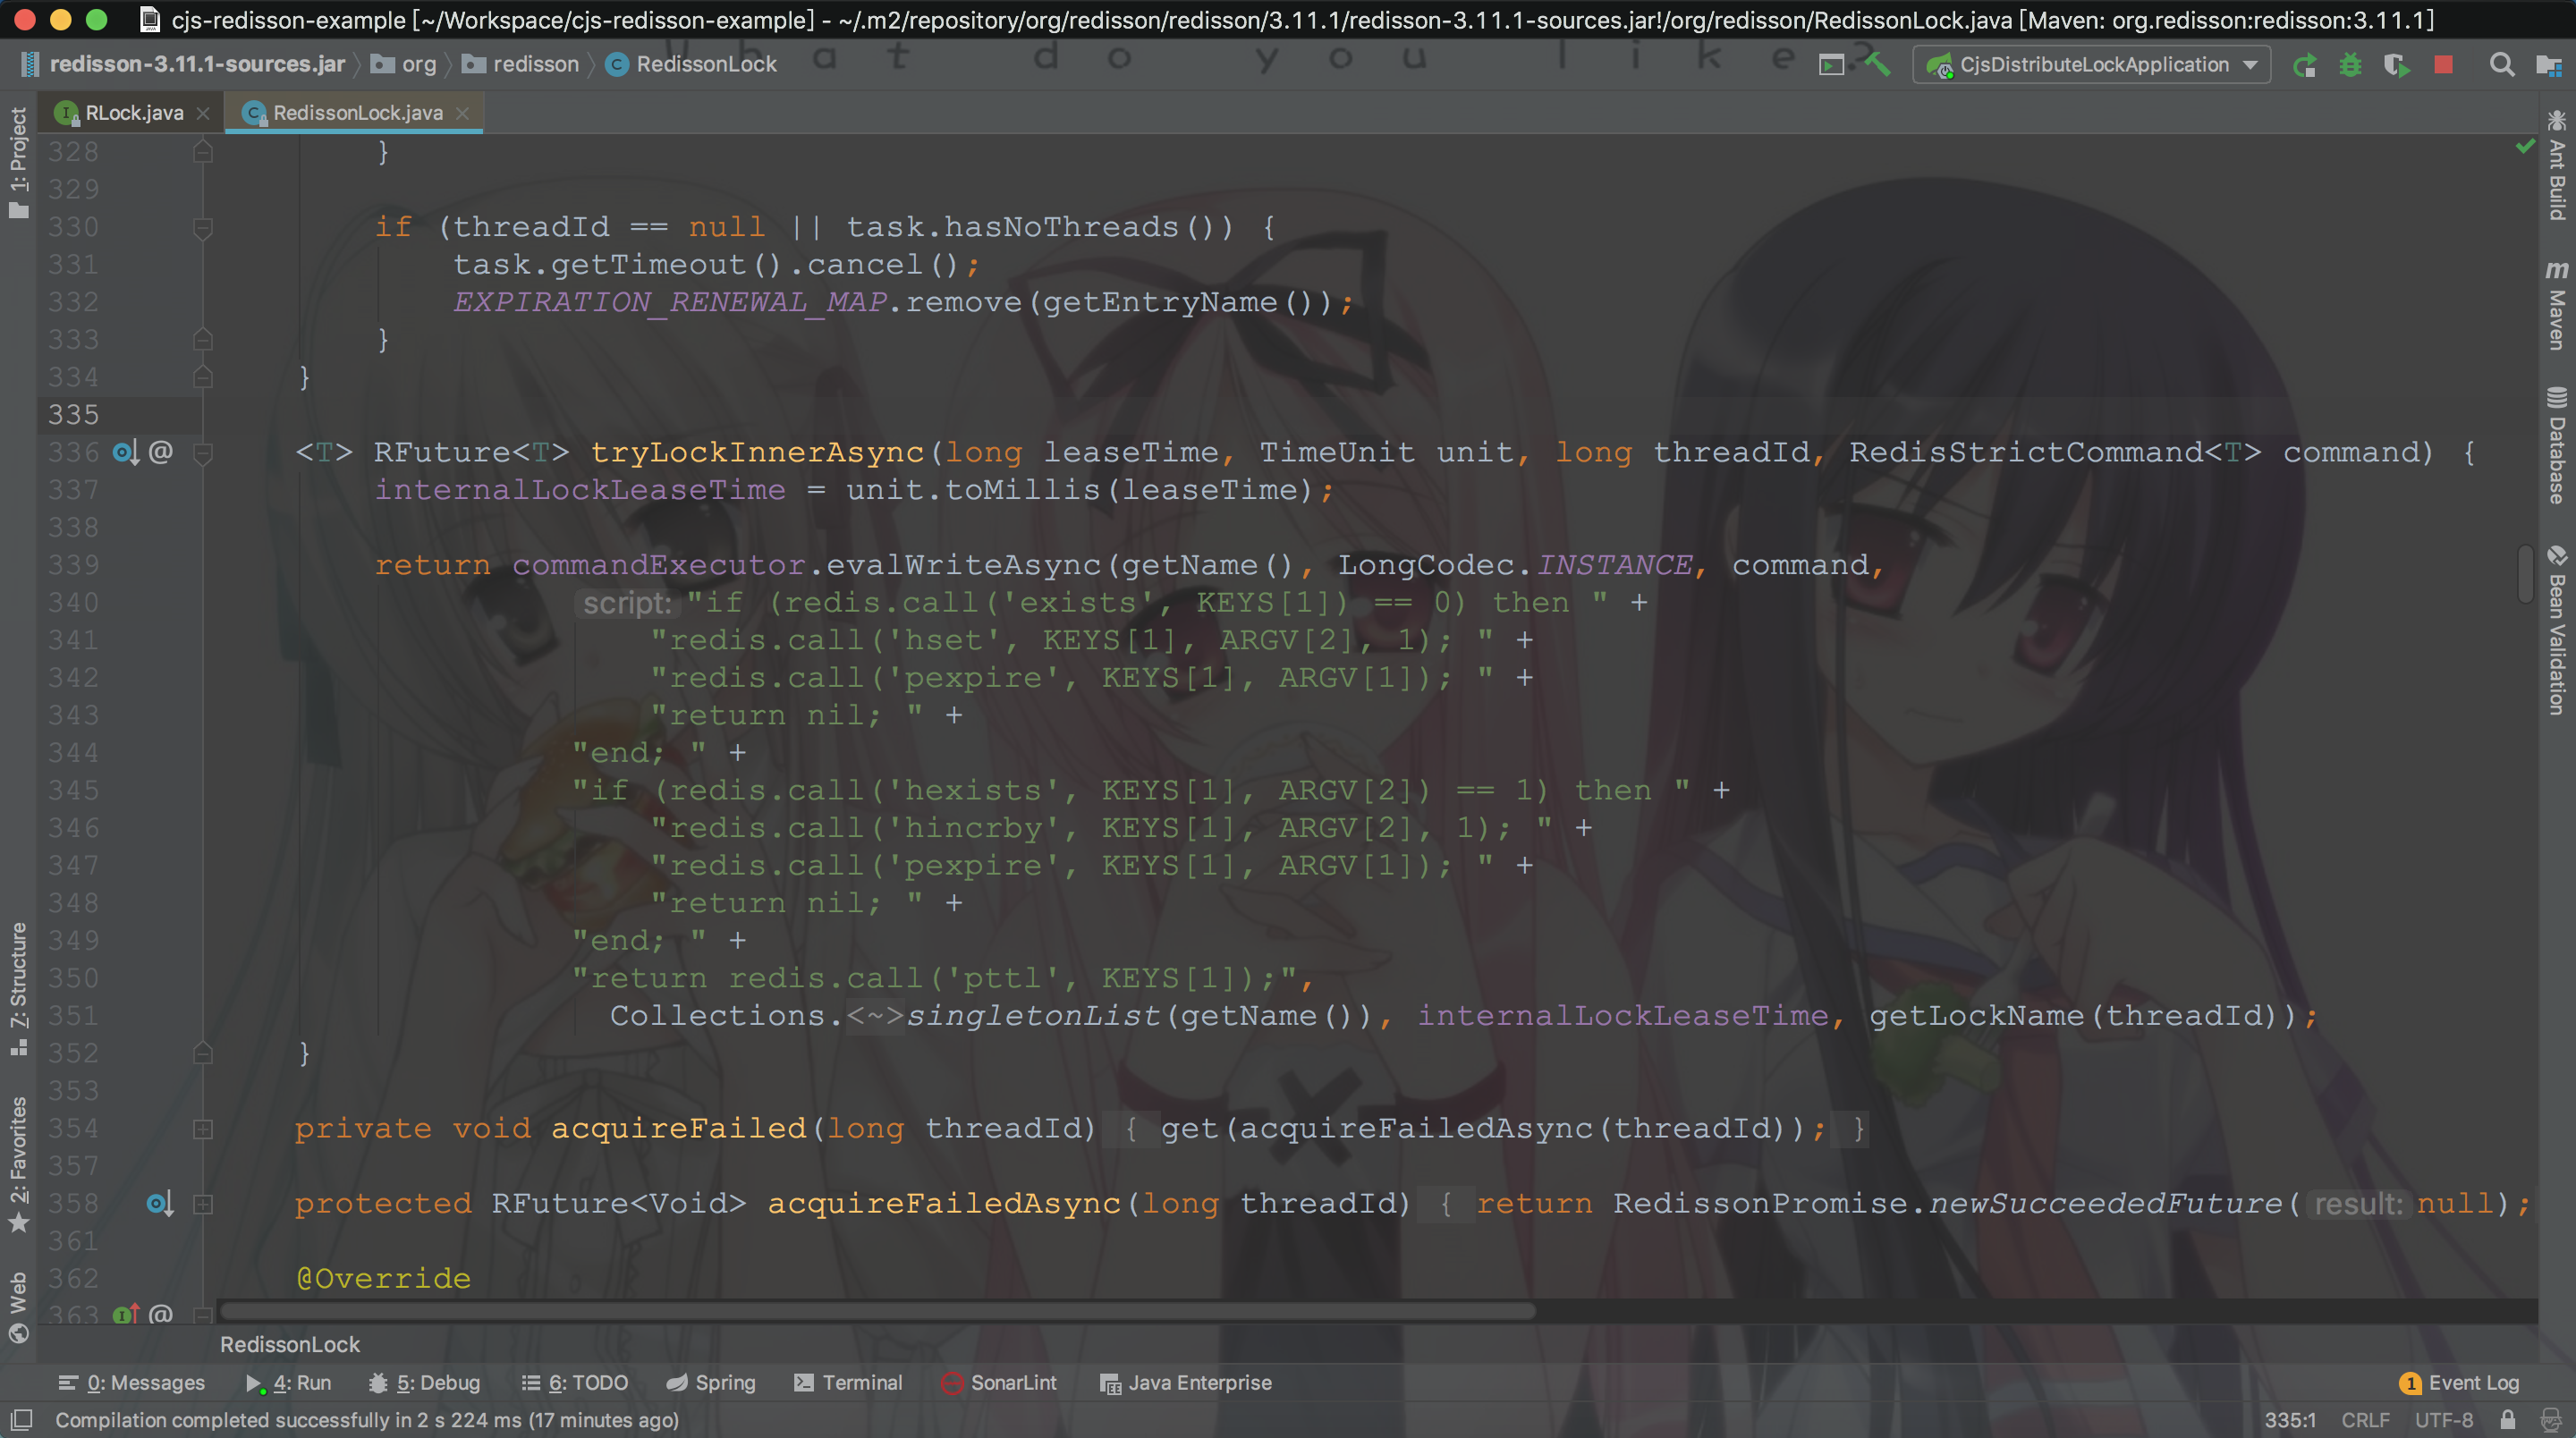 cjs-redisson-example [~/Workspace/cjs-redisson-example] - ~/.m2/repository/org/redisson/redisson/3.11.1/redisson-3.11.1-sources.jar!/org/redisson/RedissonLock.java [Maven: org.redisson:redisson:3.11.1]
redisson-3.11.1-sources.jar org redisson RedissonLock CjsDistributeLockApplication
What do you like?
RLock.java RedissonLock.java
1: Project
7: Structure
2: Favorites
Web
328 }
329
330 if (threadId == null || task.hasNoThreads()) {
331 task.getTimeout().cancel();
332 EXPIRATION_RENEWAL_MAP.remove(getEntryName());
333 }
334 }
335
336 @ <T> RFuture<T> tryLockInnerAsync(long leaseTime, TimeUnit unit, long threadId, RedisStrictCommand<T> command) {
337 internalLockLeaseTime = unit.toMillis(leaseTime);
338
339 return commandExecutor.evalWriteAsync(getName(), LongCodec.INSTANCE, command,
340 script: "if (redis.call('exists', KEYS[1]) == 0) then " +
341 "redis.call('hset', KEYS[1], ARGV[2], 1); " +
342 "redis.call('pexpire', KEYS[1], ARGV[1]); " +
343 "return nil; " +
344 "end; " +
345 "if (redis.call('hexists', KEYS[1], ARGV[2]) == 1) then " +
346 "redis.call('hincrby', KEYS[1], ARGV[2], 1); " +
347 "redis.call('pexpire', KEYS[1], ARGV[1]); " +
348 "return nil; " +
349 "end; " +
350 "return redis.call('pttl', KEYS[1]);",
351 Collections.<~>singletonList(getName()), internalLockLeaseTime, getLockName(threadId));
352 }
353
354 private void acquireFailed(long threadId) { get(acquireFailedAsync(threadId)); }
357
358 protected RFuture<Void> acquireFailedAsync(long threadId) { return RedissonPromise.newSucceededFuture( result: null);
361
362 @Override
363 @
Ant Build
Maven
Database
Bean Validation
RedissonLock
0: Messages 4: Run 5: Debug 6: TODO Spring Terminal SonarLint Java Enterprise 1 Event Log
Compilation completed successfully in 2 s 224 ms (17 minutes ago) 335:1 CRLF UTF-8